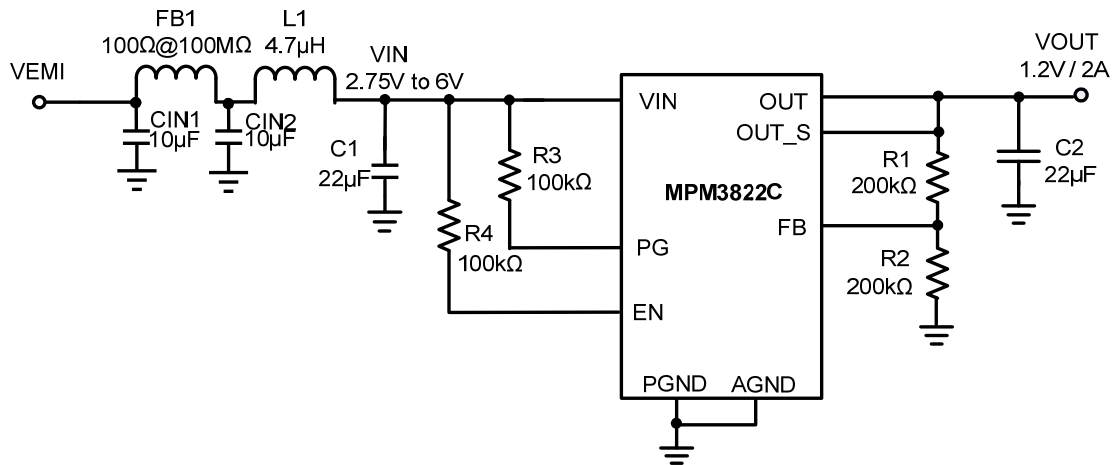 FB1
100Ω@100MΩ
L1
4.7µH
VEMI
VIN
2.75V to 6V
CIN1
10µF
CIN2
10µF
C1
22µF
R3
100kΩ
R4
100kΩ
VIN
OUT
OUT_S
MPM3822C
PG
FB
EN
PGND
AGND
VOUT
1.2V / 2A
R1
200kΩ
C2
22µF
R2
200kΩ